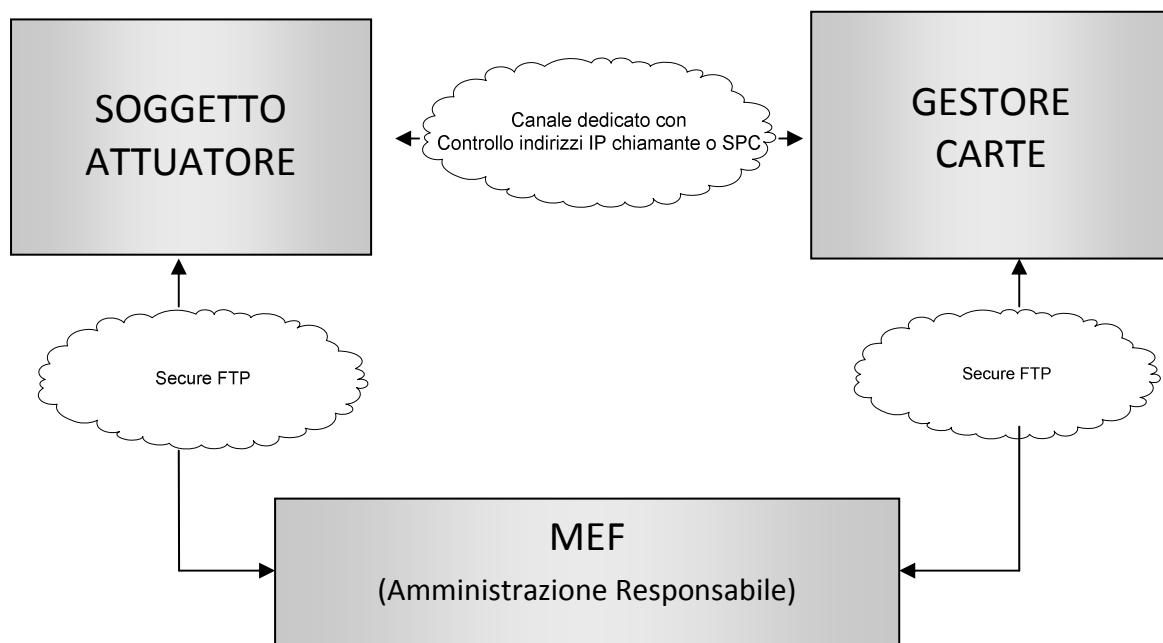 SOGGETTO
ATTUATORE
Canale dedicato con
Controllo indirizzi IP chiamante o SPC
GESTORE
CARTE
Secure FTP
Secure FTP
MEF
(Amministrazione Responsabile)